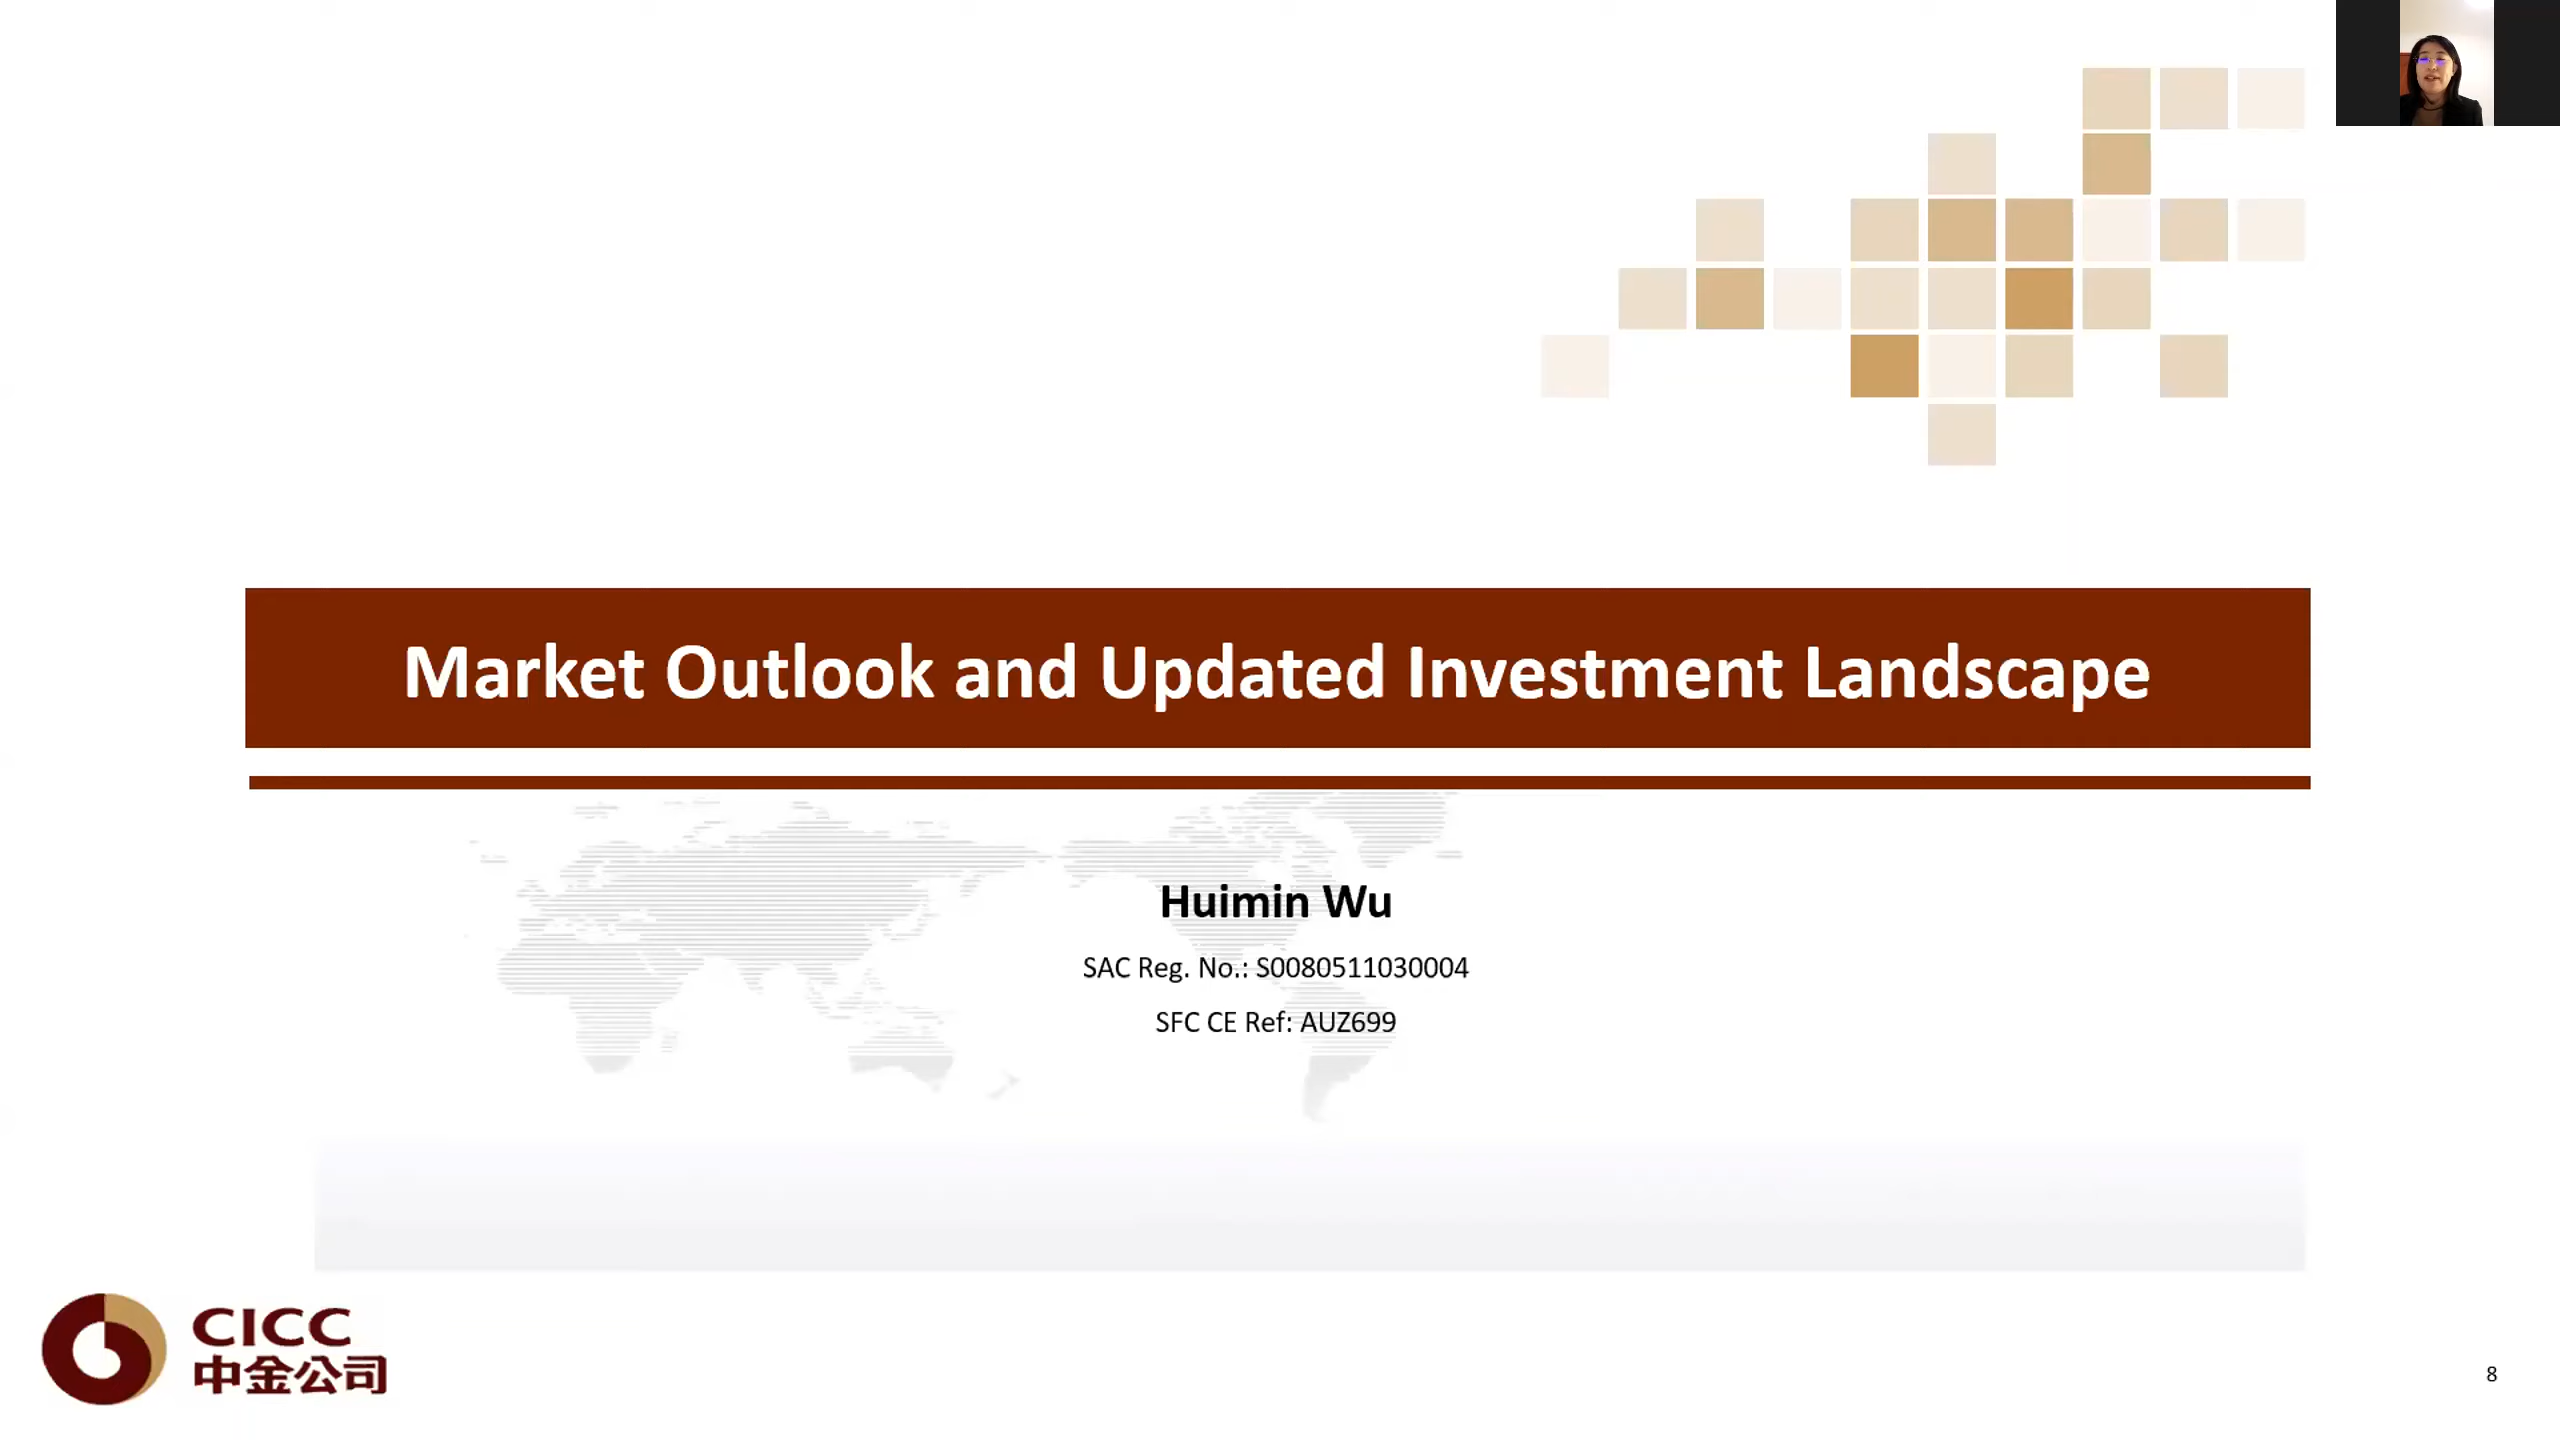 Market Outlook and Updated Investment Landscape
Huimin Wu
SAC Reg. No.: S0080511030004
SFC CE Ref: AUZ699
CICC
中金公司
8